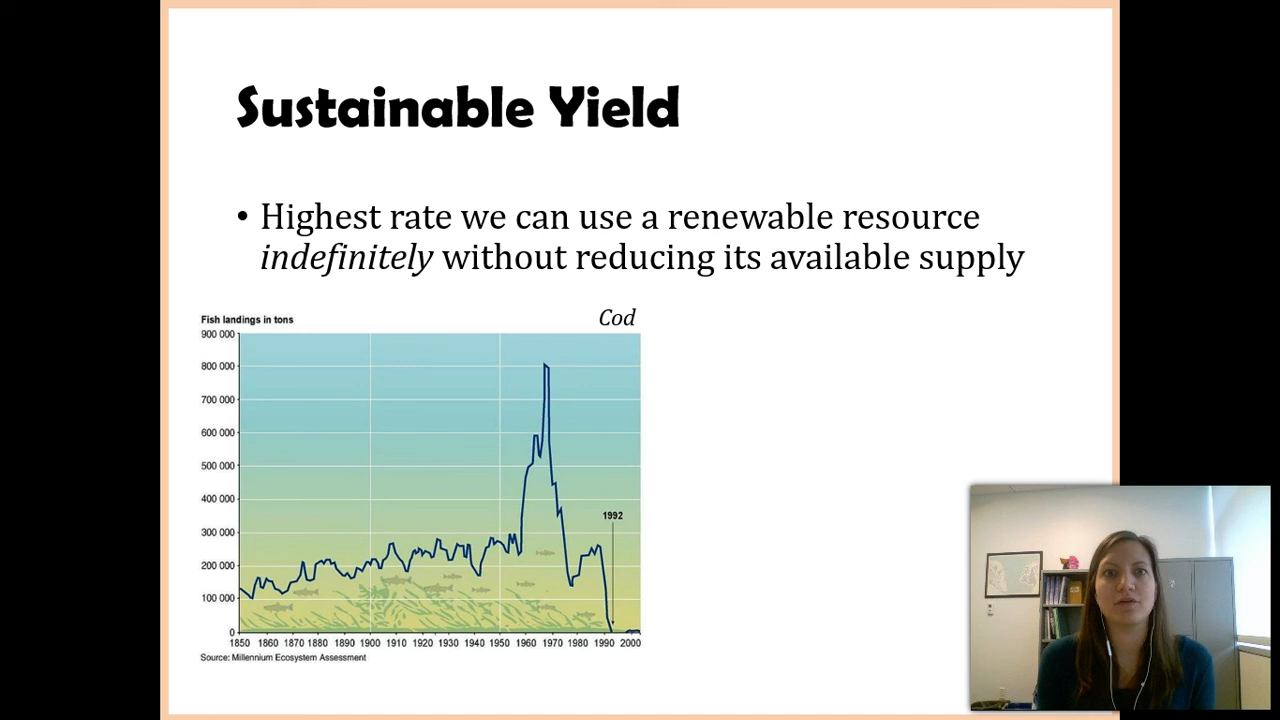 Sustainable Yield
• Highest rate we can use a renewable resource
indefinitely without reducing its available supply
Cod
Fish landings in tons
900 000
800 000
700 000
600 000
500 000
400 000
300 000
200 000
100 000
0
1992
1850 1860 1870 1880 1890 1900 1910 1920 1930 1940 1950 1960 1970 1980 1990 2000
Source: Millennium Ecosystem Assessment